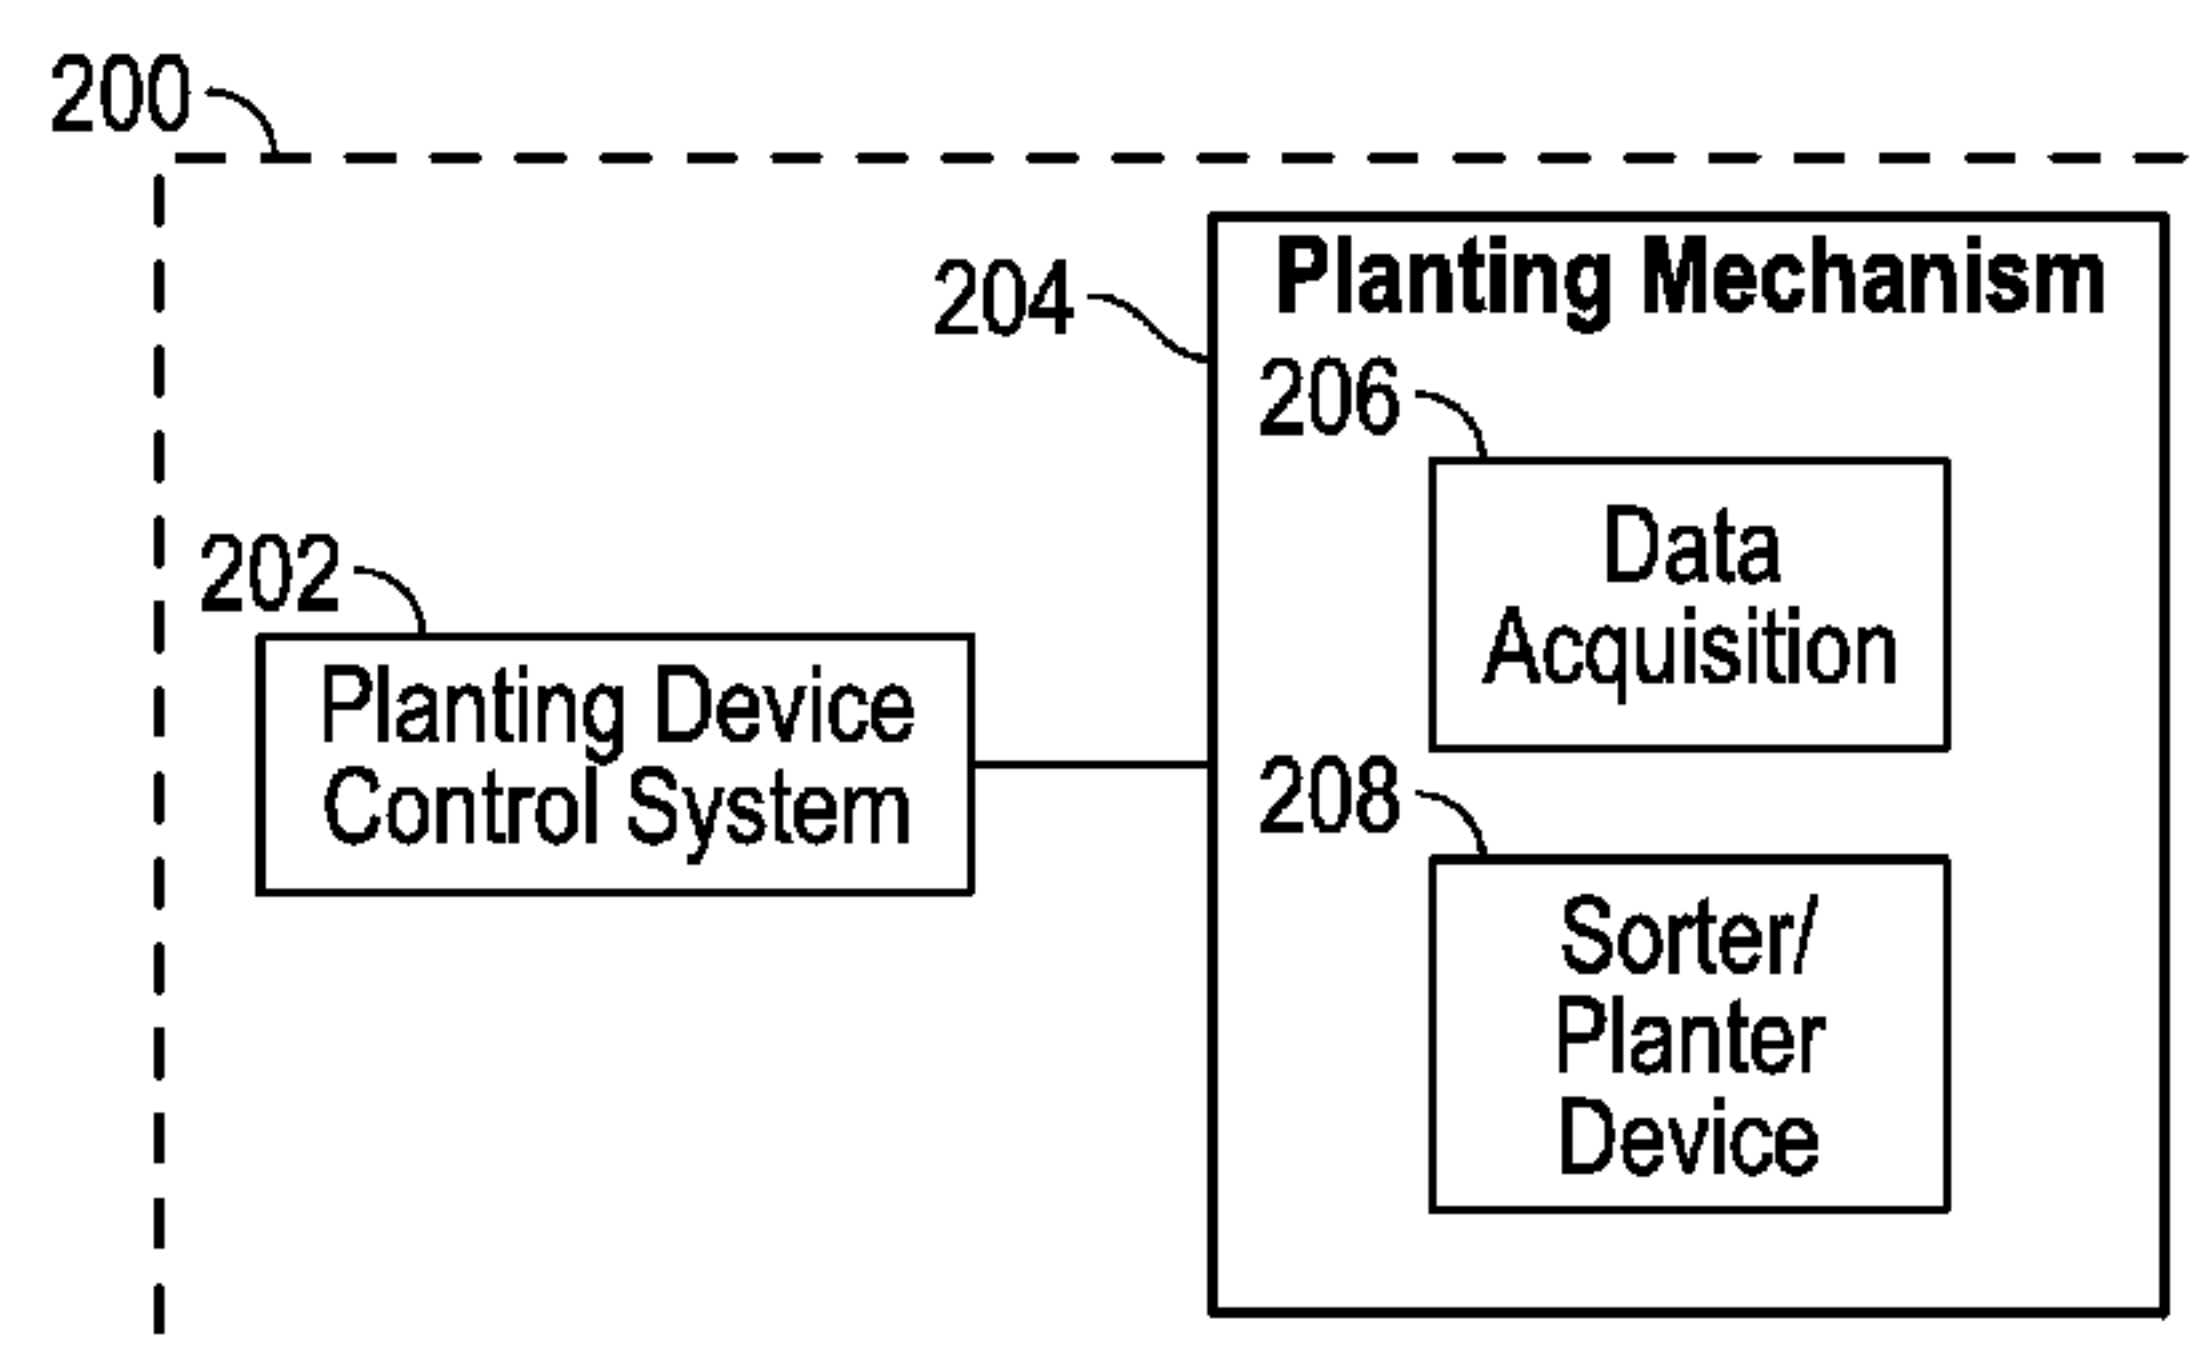 200
204
Planting Mechanism
206
Data
Acquisition
202
Planting Device
Control System
208
Sorter/
Planter
Device